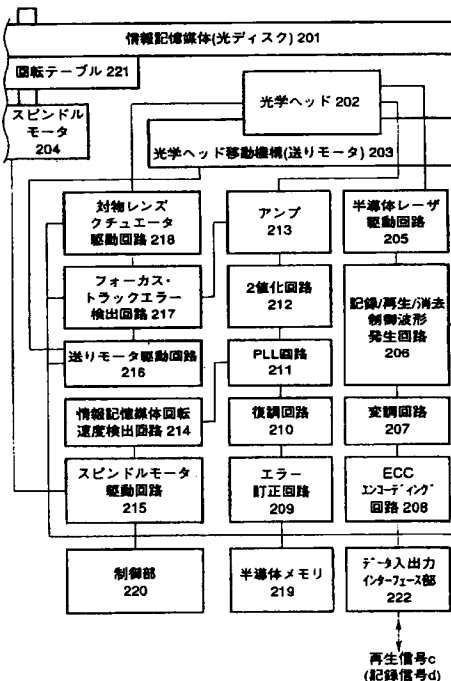 情報記憶媒体(光ディスク) 201
回転テーブル 221
光学ヘッド 202
スピンドル
モータ
204
光学ヘッド移動機構(送りモータ) 203
対物レンズ
クチュエータ
駆動回路 218
アンプ
213
半導体レーザ
駆動回路
205
フォーカス・
トラックエラー
検出回路 217
2値化回路
212
記録/再生/消去
制御波形
発生回路
206
送りモータ駆動回路
216
PLL回路
211
情報記憶媒体回転
速度検出回路 214
復調回路
210
変調回路
207
スピンドルモータ
駆動回路
215
エラー
訂正回路
209
ECC
エンコーディング
回路 208
制御部
220
半導体メモリ
219
データ入出力
インターフェース部
222
再生信号c
(記録信号d)